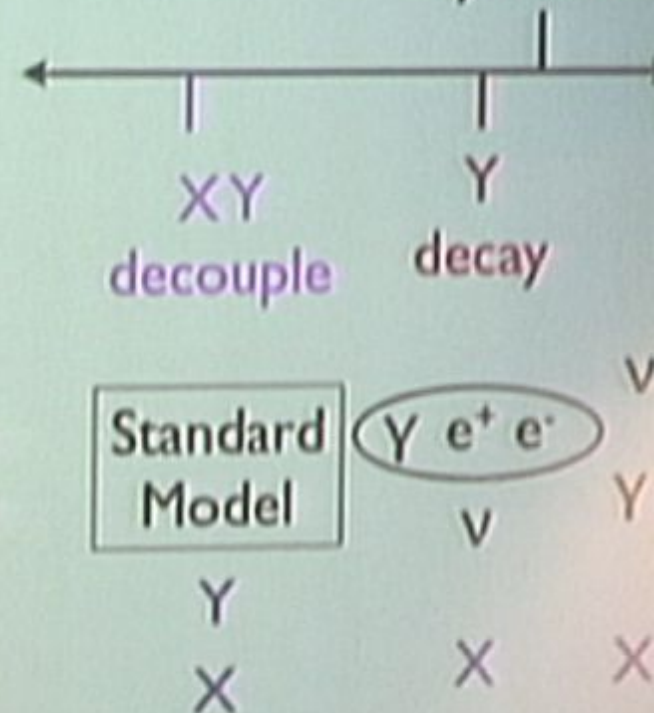 XY
decouple
Y
decay
Standard
Model
γ e⁺ e⁻
ν
Y
X
X
ν
γ
X